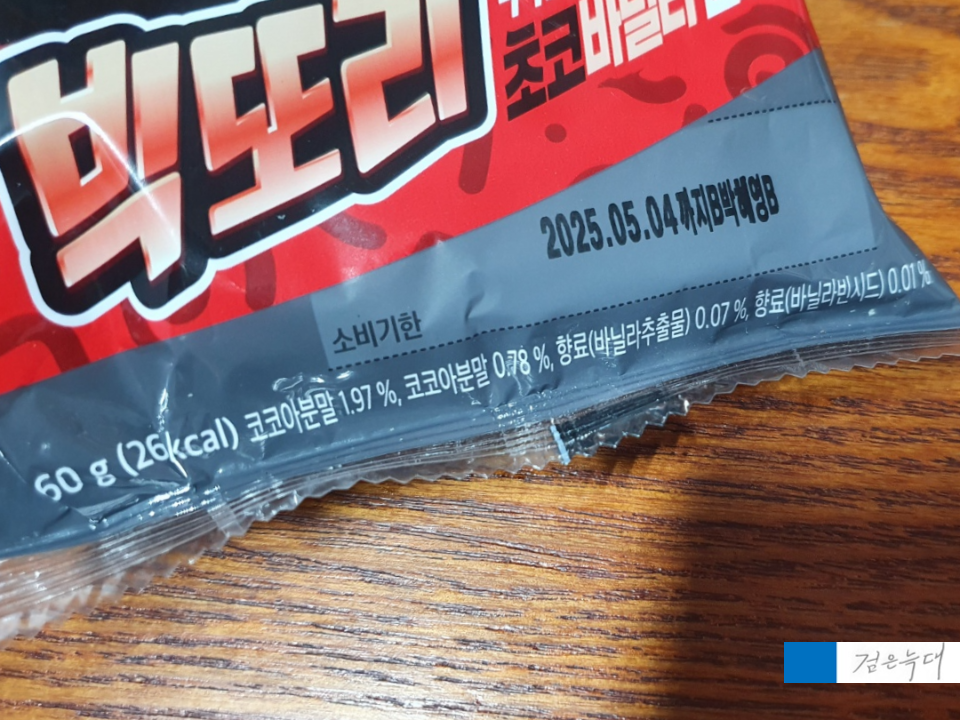 빅또리
초코바닐라
2025.05.04까지B박혜영B
소비기한
60 g (26kcal) 코코아분말 1.97 %, 코코아분말 0.78 %, 향료(바닐라추출물) 0.07 %, 향료(바닐라빈시드) 0.01 %
검은늑대